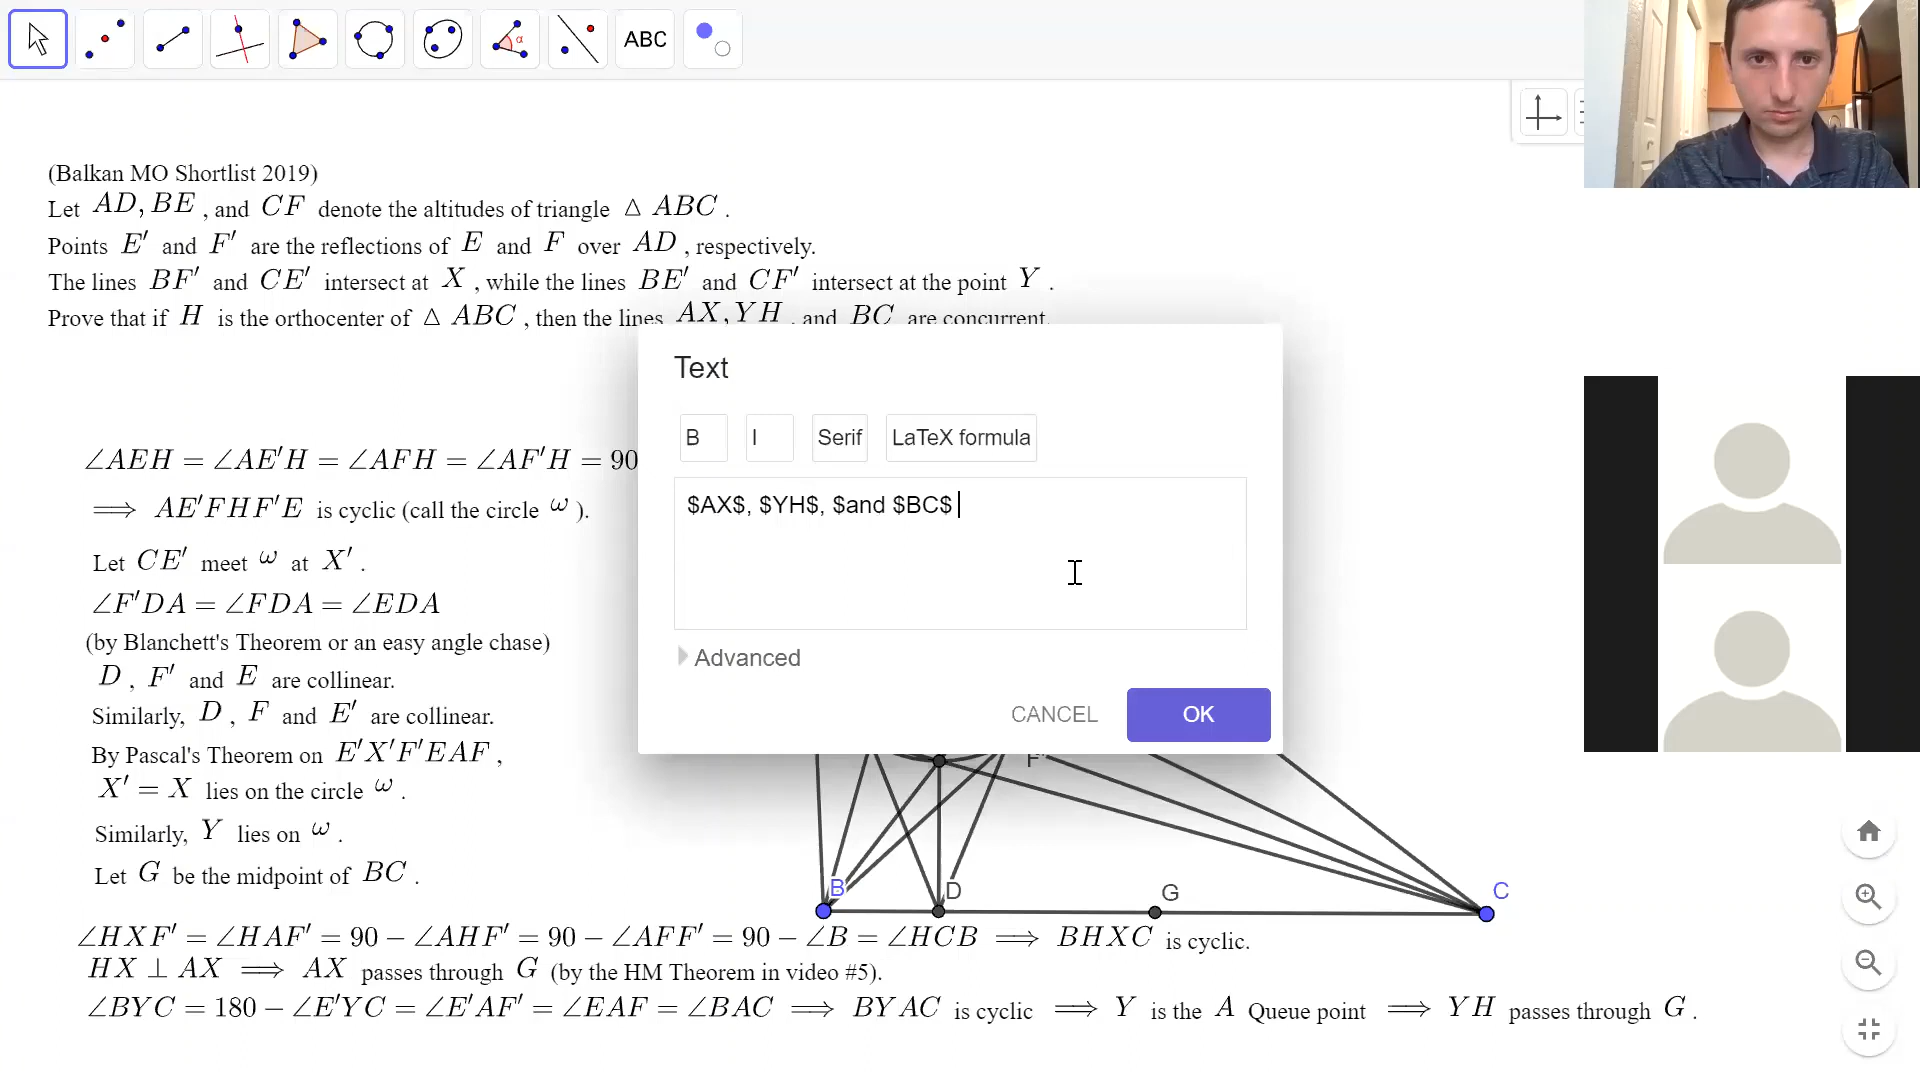 ABC
α
(Balkan MO Shortlist 2019)
Let AD, BE , and CF denote the altitudes of triangle △ ABC .
Points E′ and F′ are the reflections of E and F over AD , respectively.
The lines BF′ and CE′ intersect at X , while the lines BE′ and CF′ intersect at the point Y .
Prove that if H is the orthocenter of △ ABC , then the lines AX, YH , and BC are concurrent.
Text
B I Serif LaTeX formula
$AX$, $YH$, $and $BC$
Advanced
CANCEL OK
∠AEH = ∠AE′H = ∠AFH = ∠AF′H = 90
⟹ AE′FHF′E is cyclic (call the circle ω ).
Let CE′ meet ω at X′ .
∠F′DA = ∠FDA = ∠EDA
(by Blanchett's Theorem or an easy angle chase)
D , F′ and E are collinear.
Similarly, D , F and E′ are collinear.
By Pascal's Theorem on E′X′F′EAF ,
X′ = X lies on the circle ω .
Similarly, Y lies on ω .
Let G be the midpoint of BC .
B D G C
∠HXF′ = ∠HAF′ = 90 − ∠AHF′ = 90 − ∠AFF′ = 90 − ∠B = ∠HCB ⟹ BHXC is cyclic.
HX ⊥ AX ⟹ AX passes through G (by the HM Theorem in video #5).
∠BYC = 180 − ∠E′YC = ∠E′AF′ = ∠EAF = ∠BAC ⟹ BYAC is cyclic ⟹ Y is the A Queue point ⟹ YH passes through G .